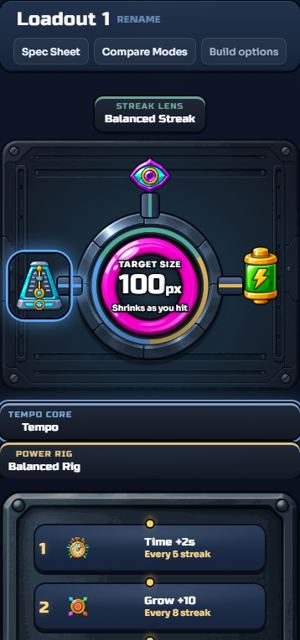 Loadout 1 RENAME
Spec Sheet Compare Modes Build options
STREAK LENS
Balanced Streak
TARGET SIZE
100px
Shrinks as you hit
TEMPO CORE
Tempo
POWER RIG
Balanced Rig
1 Time +2s
Every 5 streak
2 Grow +10
Every 8 streak